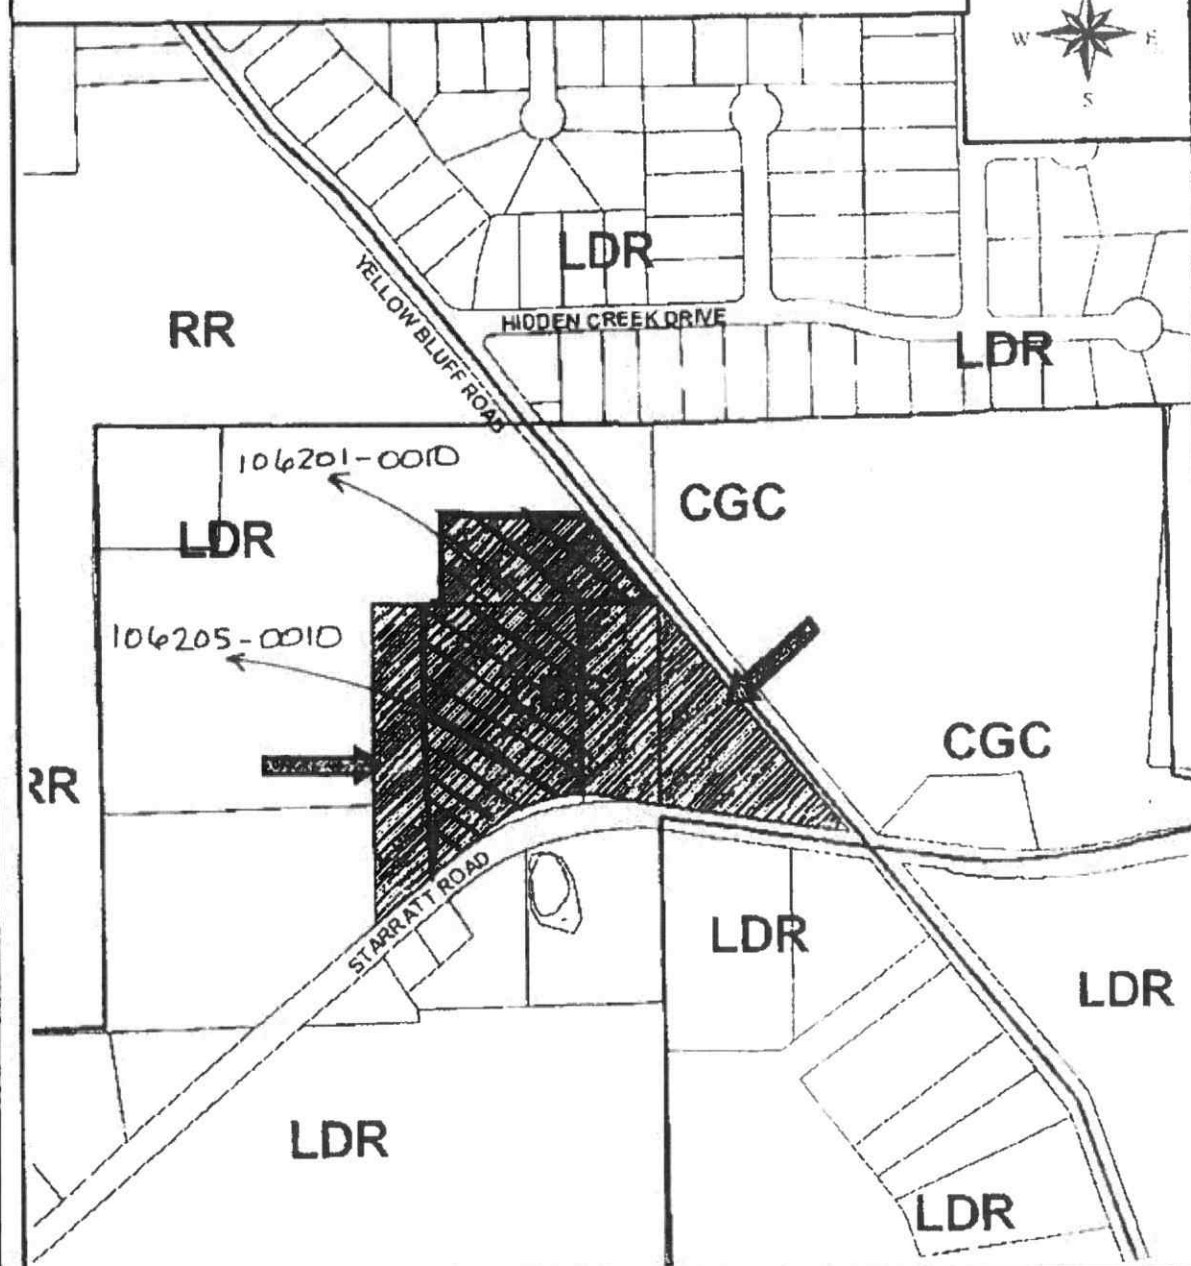 W E
S
LDR
YELLOW BLUFF ROAD
RR
HIDDEN CREEK DRIVE
LDR
106201-0010
CGC
LDR
106205-0010
CGC
RR
STARRATT ROAD
LDR
LDR
LDR
LDR